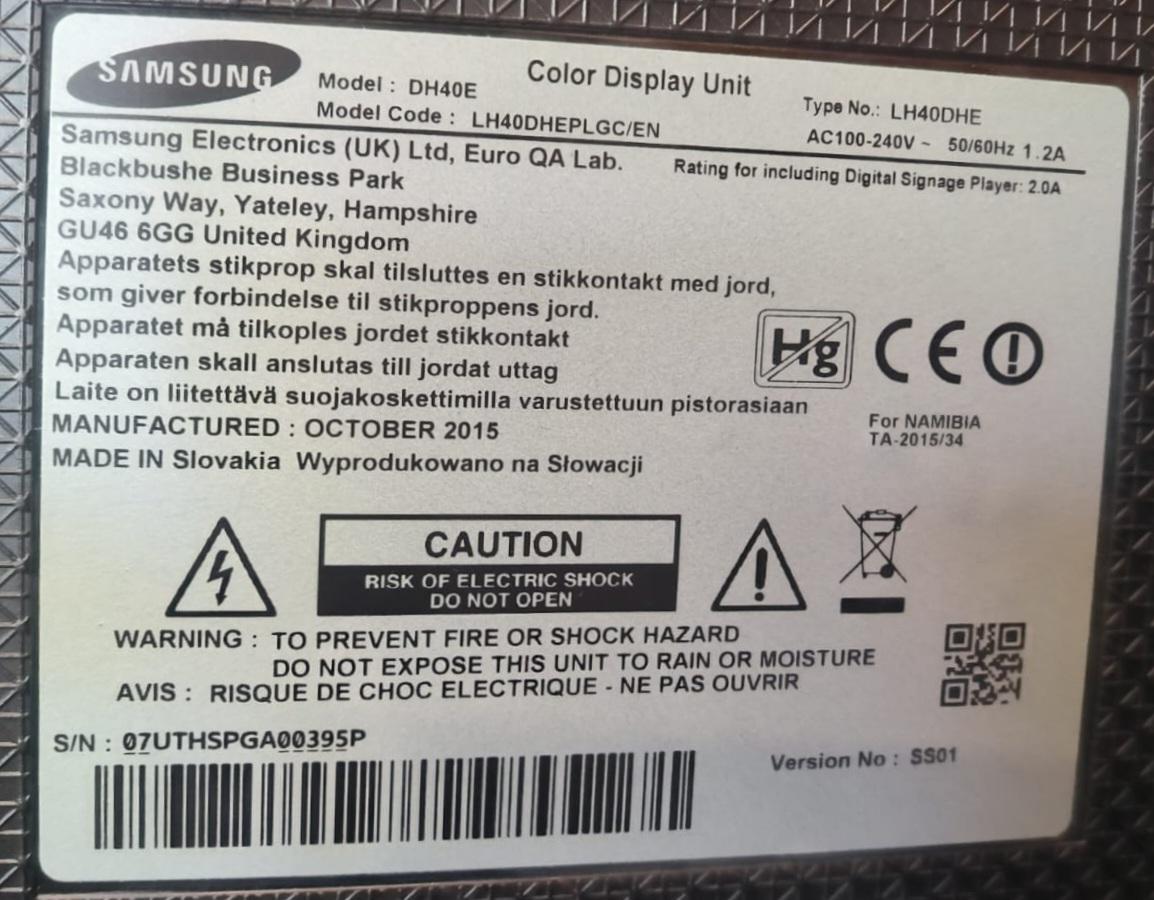 SAMSUNG
Color Display Unit
Model : DH40E
Type No.: LH40DHE
Model Code : LH40DHEPLGC/EN
AC100-240V ~ 50/60Hz 1.2A
Samsung Electronics (UK) Ltd, Euro QA Lab.
Rating for including Digital Signage Player: 2.0A
Blackbushe Business Park
Saxony Way, Yateley, Hampshire
GU46 6GG United Kingdom
Apparatets stikprop skal tilsluttes en stikkontakt med jord,
som giver forbindelse til stikproppens jord.
Apparatet må tilkoples jordet stikkontakt
Apparaten skall anslutas till jordat uttag
Laite on liitettävä suojakoskettimilla varustettuun pistorasiaan
Hg CE
For NAMIBIA
TA-2015/34
MANUFACTURED : OCTOBER 2015
MADE IN Slovakia Wyprodukowano na Słowacji
CAUTION
RISK OF ELECTRIC SHOCK
DO NOT OPEN
WARNING : TO PREVENT FIRE OR SHOCK HAZARD
DO NOT EXPOSE THIS UNIT TO RAIN OR MOISTURE
AVIS : RISQUE DE CHOC ELECTRIQUE - NE PAS OUVRIR
S/N : 07UTHSPGA00395P
Version No : SS01